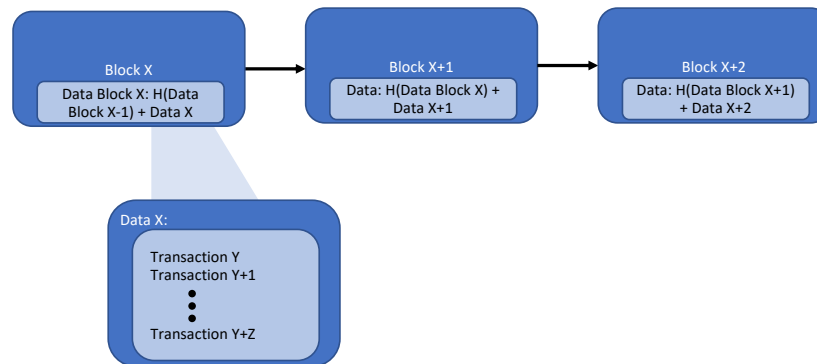 Block X
Data Block X: H(Data
Block X-1) + Data X
Block X+1
Data: H(Data Block X) +
Data X+1
Block X+2
Data: H(Data Block X+1)
+ Data X+2
Data X:
Transaction Y
Transaction Y+1
Transaction Y+Z